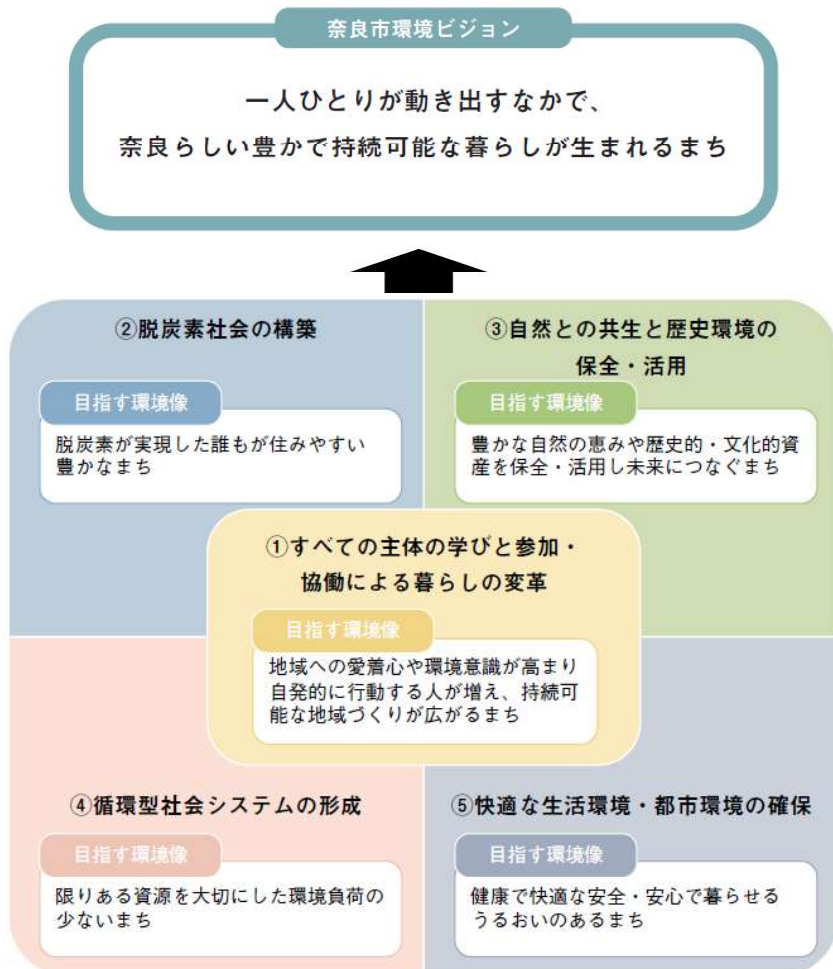 奈良市環境ビジョン
一人ひとりが動き出すなかで、
奈良らしい豊かで持続可能な暮らしが生まれるまち
②脱炭素社会の構築
目指す環境像
脱炭素が実現した誰もが住みやすい
豊かなまち
③自然との共生と歴史環境の
保全・活用
目指す環境像
豊かな自然の恵みや歴史的・文化的資
産を保全・活用し未来につなぐまち
①すべての主体の学びと参加・
協働による暮らしの変革
目指す環境像
地域への愛着心や環境意識が高まり
自発的に行動する人が増え、持続可
能な地域づくりが広がるまち
④循環型社会システムの形成
目指す環境像
限りある資源を大切にした環境負荷の
少ないまち
⑤快適な生活環境・都市環境の確保
目指す環境像
健康で快適な安全・安心で暮らせる
うるおいのあるまち